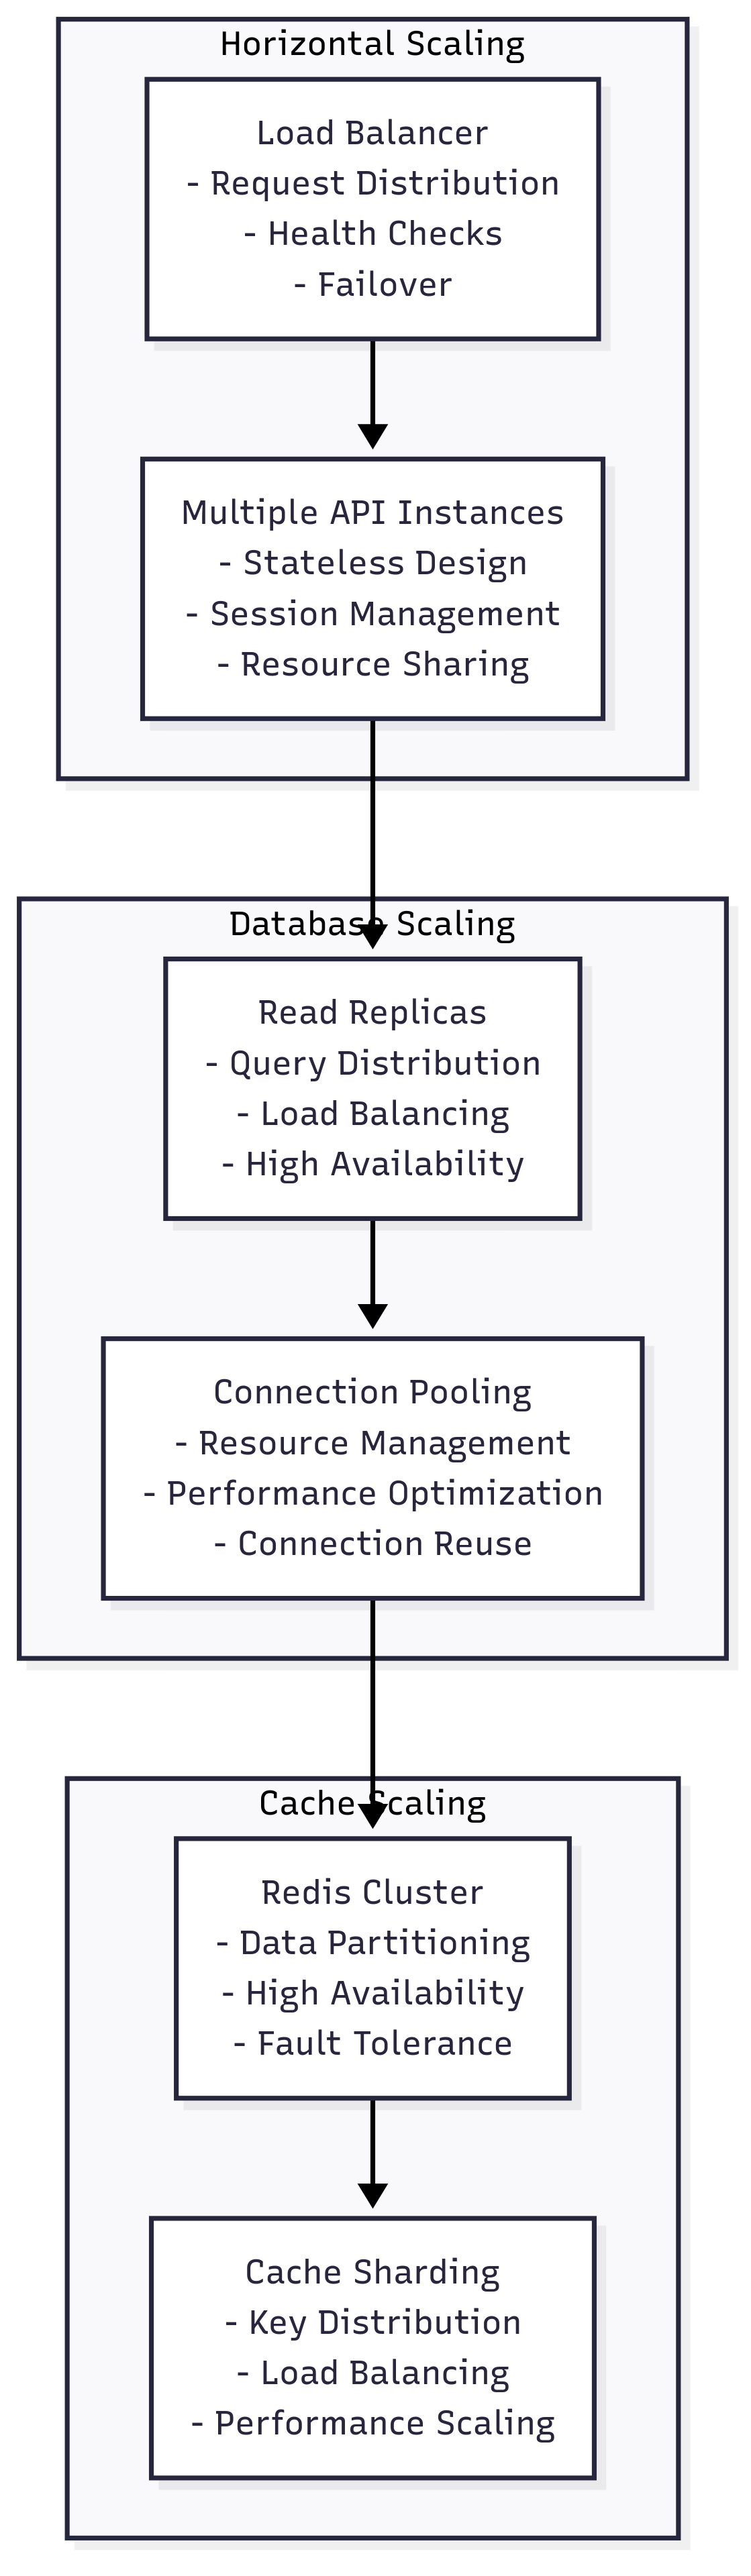 Horizontal Scaling
Load Balancer
- Request Distribution
- Health Checks
- Failover
Multiple API Instances
- Stateless Design
- Session Management
- Resource Sharing
Database Scaling
Read Replicas
- Query Distribution
- Load Balancing
- High Availability
Connection Pooling
- Resource Management
- Performance Optimization
- Connection Reuse
Cache Scaling
Redis Cluster
- Data Partitioning
- High Availability
- Fault Tolerance
Cache Sharding
- Key Distribution
- Load Balancing
- Performance Scaling